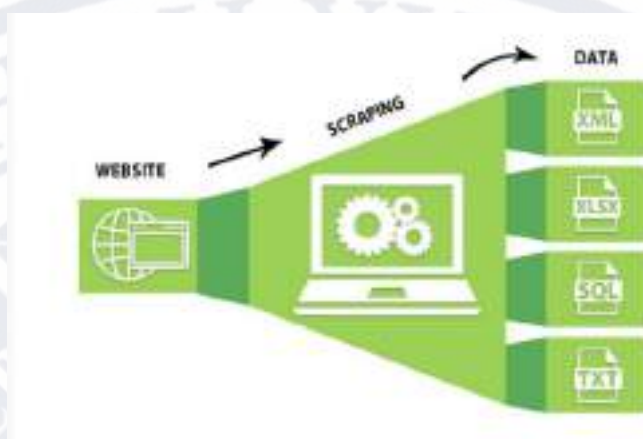 WEBSITE
SCRAPING
DATA
XML
XLSX
SQL
TXT